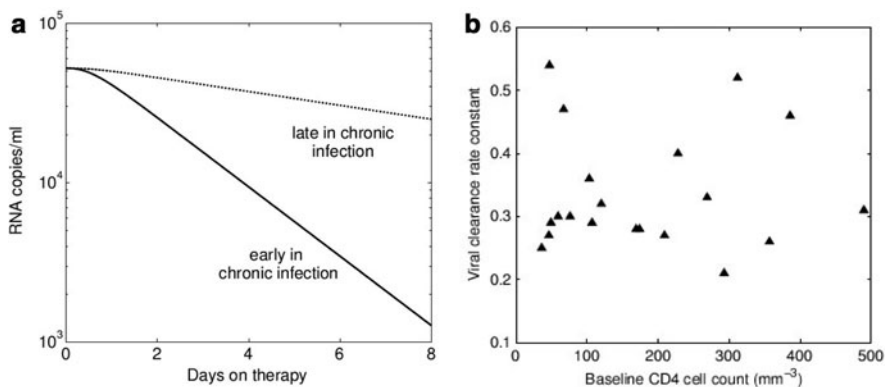 a
10^5
10^4
10^3
RNA copies/ml
late in chronic
infection
early in
chronic infection
0 2 4 6 8
Days on therapy
b
0.6
0.5
0.4
0.3
0.2
0.1
Viral clearance rate constant
0 100 200 300 400 500
Baseline CD4 cell count (mm⁻³)